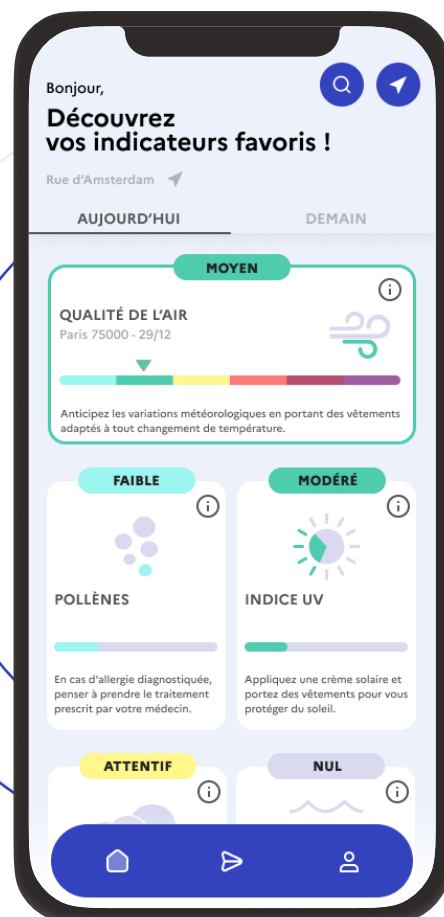 Bonjour,
Découvrez
vos indicateurs favoris !
Rue d'Amsterdam
AUJOURD'HUI
DEMAIN
MOYEN
QUALITÉ DE L'AIR
Paris 75000 - 29/12
Anticipez les variations météorologiques en portant des vêtements
adaptés à tout changement de température.
FAIBLE
POLLÈNES
En cas d'allergie diagnostiquée,
penser à prendre le traitement
prescrit par votre médecin.
MODÉRÉ
INDICE UV
Appliquez une crème solaire et
portez des vêtements pour vous
protéger du soleil.
ATTENTIF
NUL